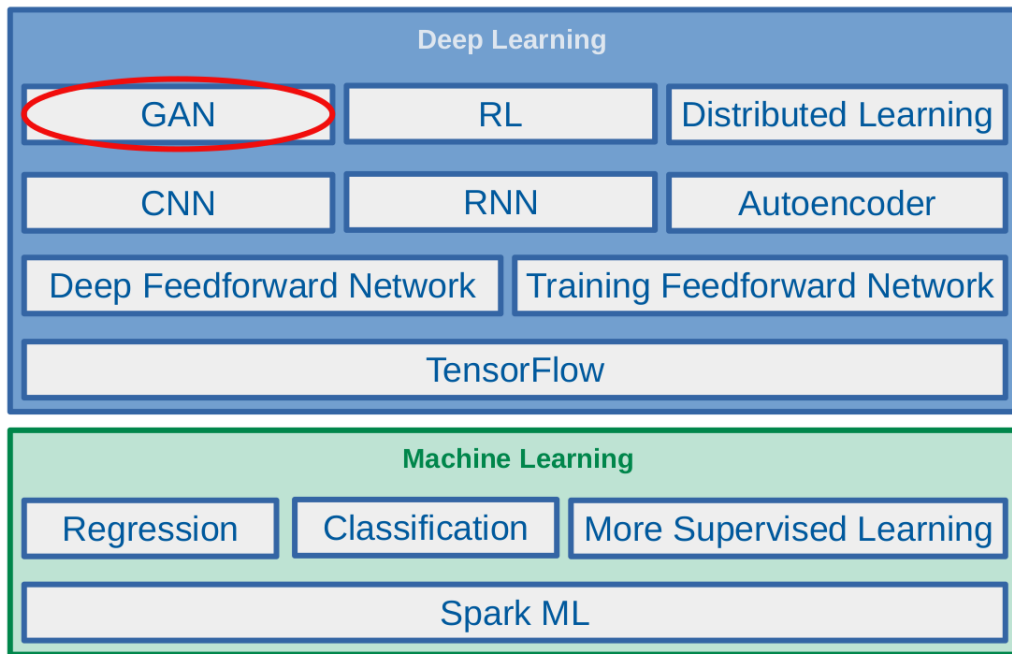 Deep Learning
GAN
RL
Distributed Learning
CNN
RNN
Autoencoder
Deep Feedforward Network
Training Feedforward Network
TensorFlow
Machine Learning
Regression
Classification
More Supervised Learning
Spark ML